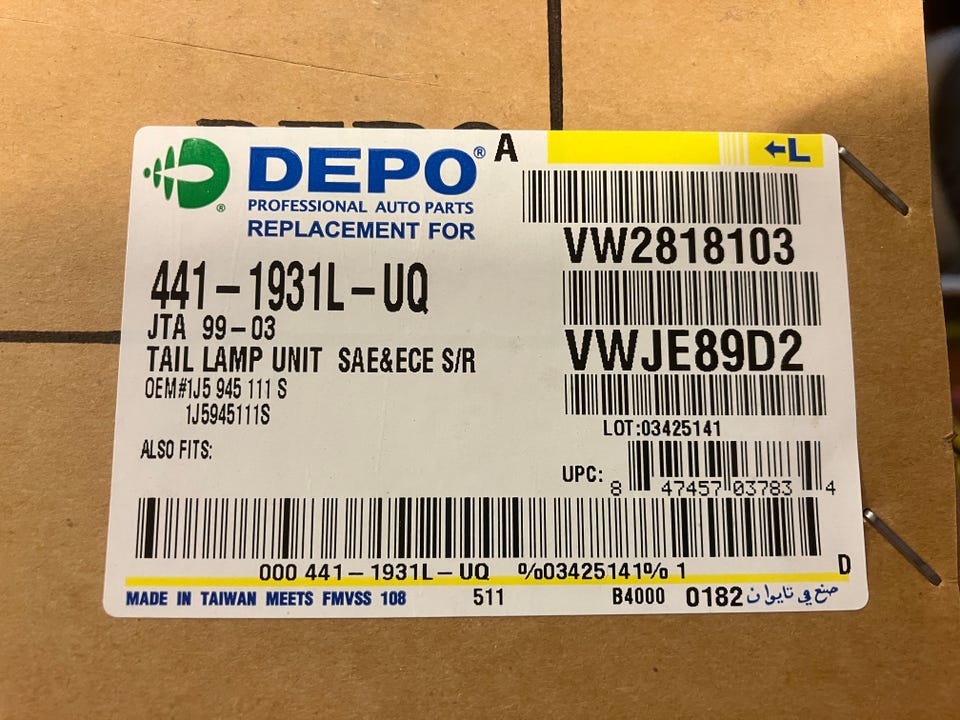 DEPO® A
←L
PROFESSIONAL AUTO PARTS
REPLACEMENT FOR
VW2818103
441-1931L-UQ
JTA 99-03
VWJE89D2
TAIL LAMP UNIT SAE&ECE S/R
OEM#1J5 945 111 S
1J5945111S
LOT:03425141
ALSO FITS:
UPC: 8 47457 03783 4
000 441-1931L-UQ %03425141% 1
D
MADE IN TAIWAN MEETS FMVSS 108 511 B4000 0182 صنع في تايوان